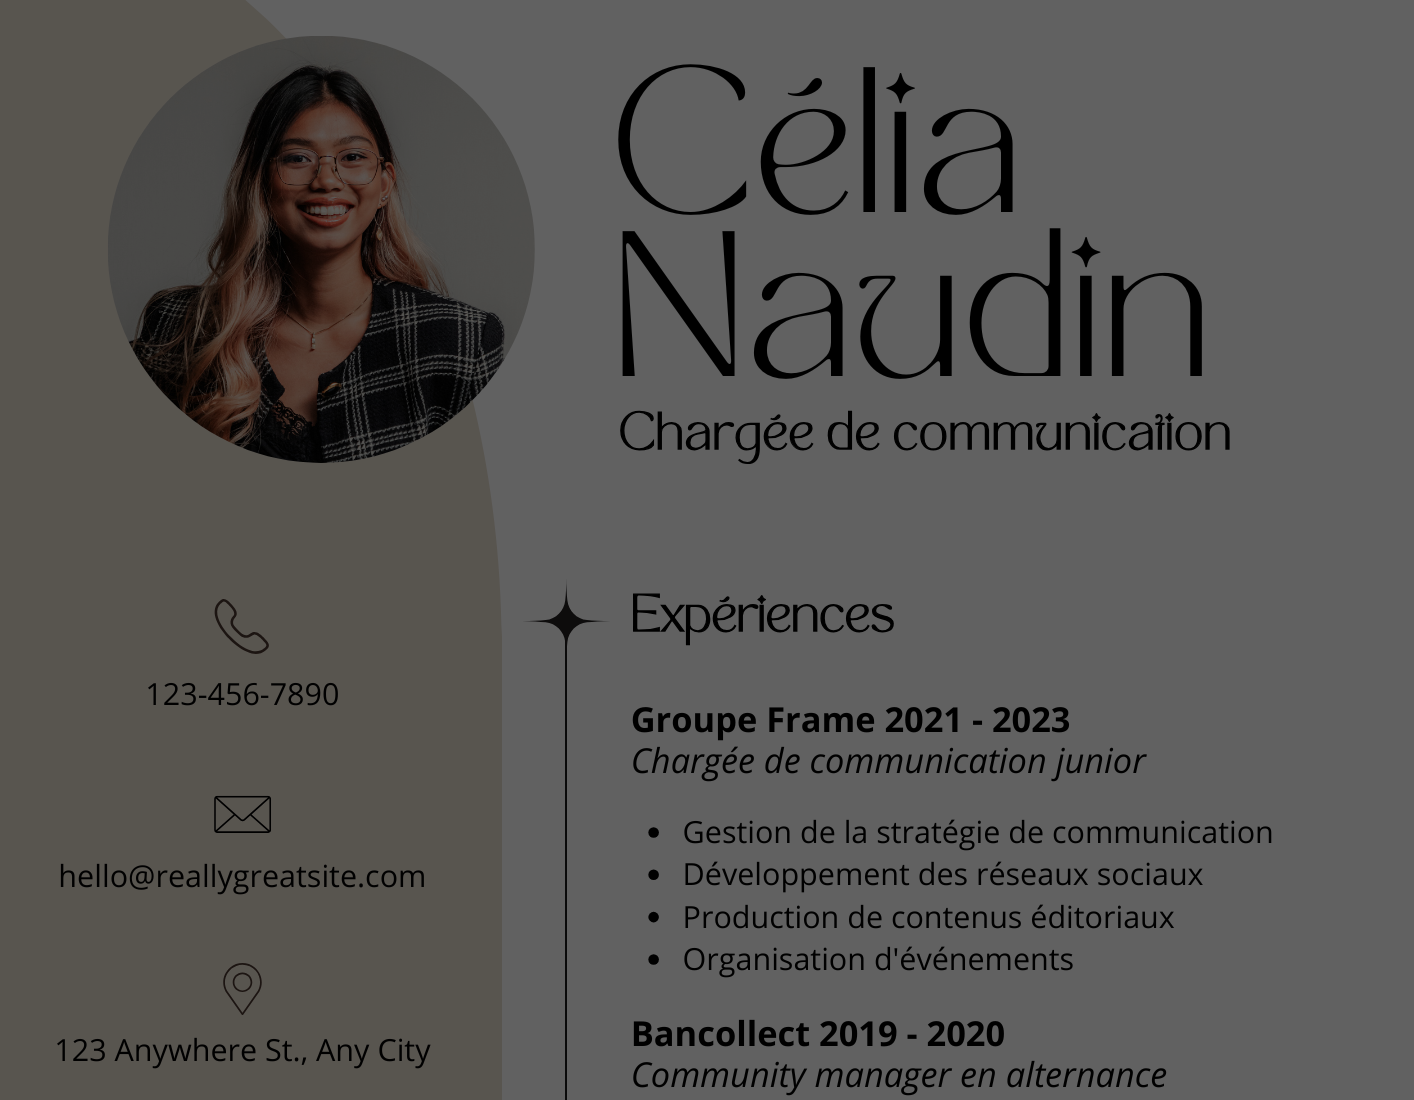 Célia
Naudin
Chargée de communication
123-456-7890
hello@reallygreatsite.com
123 Anywhere St., Any City
Expériences
Groupe Frame 2021 - 2023
Chargée de communication junior
• Gestion de la stratégie de communication
• Développement des réseaux sociaux
• Production de contenus éditoriaux
• Organisation d'événements
Bancollect 2019 - 2020
Community manager en alternance